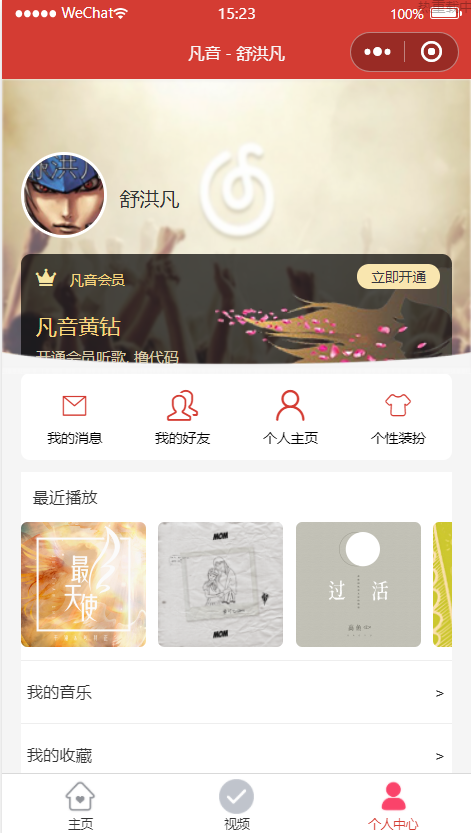 WeChat
15:23
100%
凡音 - 舒洪凡
舒洪凡
舒洪凡
凡音会员
立即开通
凡音黄钻
开通会员听歌, 撸代码
我的消息
我的好友
个人主页
个性装扮
最近播放
最天使
MOM
MOM
过活
我的音乐
>
我的收藏
>
主页
视频
个人中心